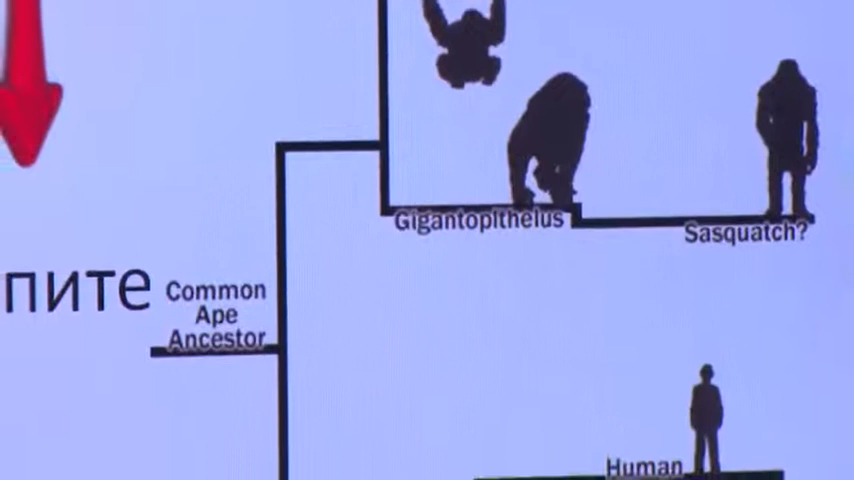 Gigantopithelus
Sasquatch?
пите
Common
Ape
Ancestor
Human